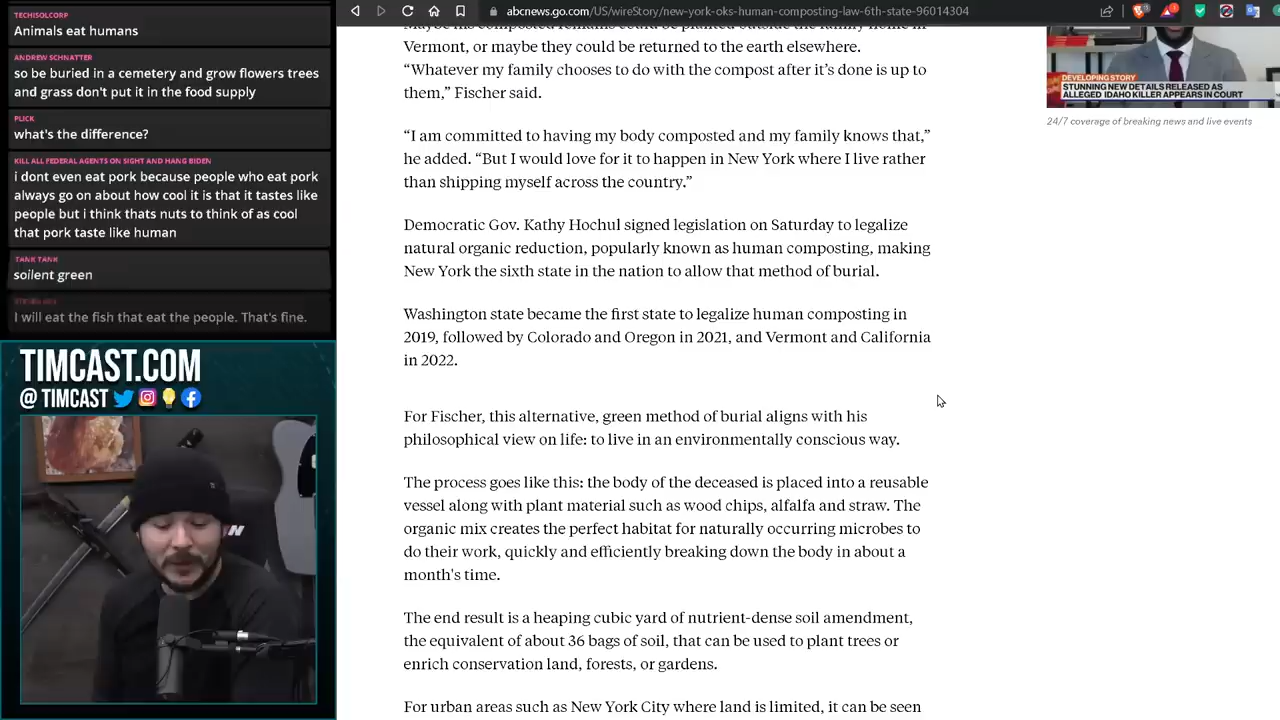 TECHISOLCORP
Animals eat humans
ANDREW SCHNATTER
so be buried in a cemetery and grow flowers trees
and grass don't put it in the food supply
PLICK
what's the difference?
KILL ALL FEDERAL AGENTS ON SIGHT AND HANG BIDEN
i dont even eat pork because people who eat pork
always go on about how cool it is that it tastes like
people but i think thats nuts to think of as cool
that pork taste like human
TANK TANK
soilent green
I will eat the fish that eat the people. That's fine.
TIMCAST.COM
@ TIMCAST
abcnews.go.com/US/wireStory/new-york-oks-human-composting-law-6th-state-96014304
Vermont, or maybe they could be returned to the earth elsewhere.
“Whatever my family chooses to do with the compost after it’s done is up to
them,” Fischer said.
“I am committed to having my body composted and my family knows that,”
he added. “But I would love for it to happen in New York where I live rather
than shipping myself across the country.”
Democratic Gov. Kathy Hochul signed legislation on Saturday to legalize
natural organic reduction, popularly known as human composting, making
New York the sixth state in the nation to allow that method of burial.
Washington state became the first state to legalize human composting in
2019, followed by Colorado and Oregon in 2021, and Vermont and California
in 2022.
For Fischer, this alternative, green method of burial aligns with his
philosophical view on life: to live in an environmentally conscious way.
The process goes like this: the body of the deceased is placed into a reusable
vessel along with plant material such as wood chips, alfalfa and straw. The
organic mix creates the perfect habitat for naturally occurring microbes to
do their work, quickly and efficiently breaking down the body in about a
month's time.
The end result is a heaping cubic yard of nutrient-dense soil amendment,
the equivalent of about 36 bags of soil, that can be used to plant trees or
enrich conservation land, forests, or gardens.
For urban areas such as New York City where land is limited, it can be seen
DEVELOPING STORY
STUNNING NEW DETAILS RELEASED AS
ALLEGED IDAHO KILLER APPEARS IN COURT
24/7 coverage of breaking news and live events